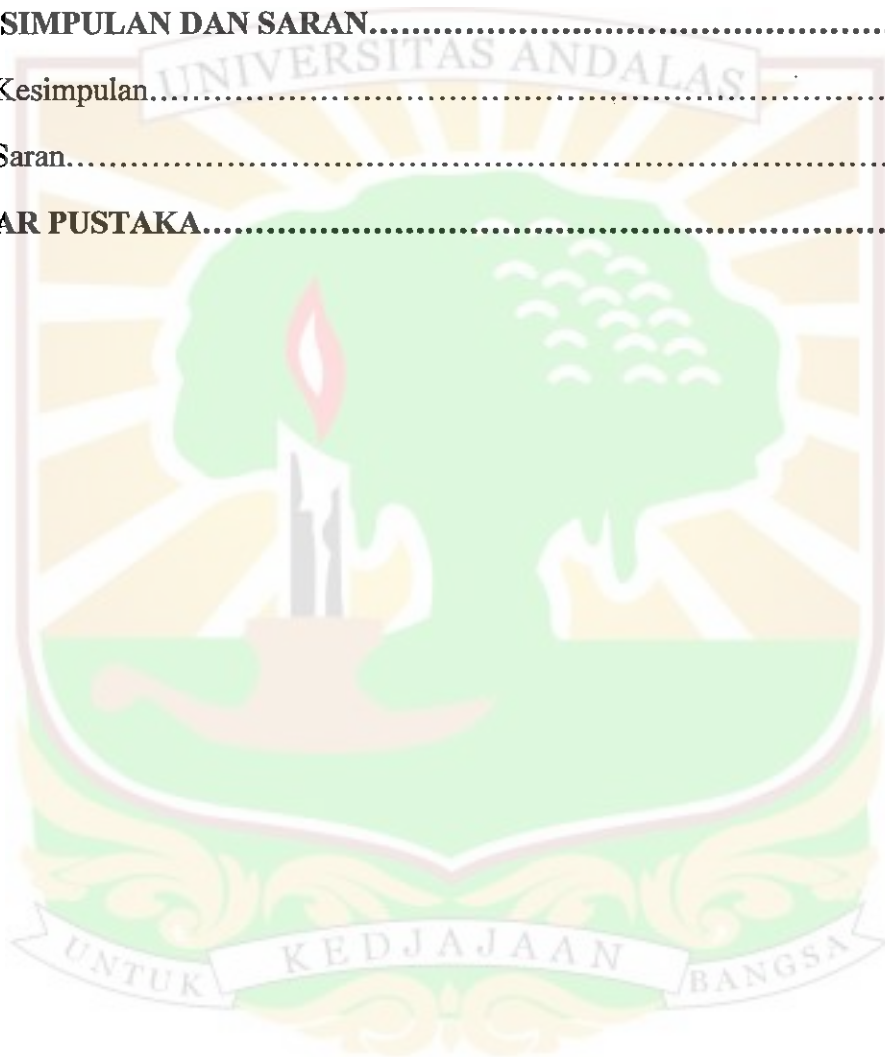 SIMPULAN DAN SARAN....................................................
UNIVERSITAS ANDALAS
Kesimpulan....................................................................
Saran............................................................................
AR PUSTAKA..................................................................
UNTUK KEDJAJAAN BANGSA